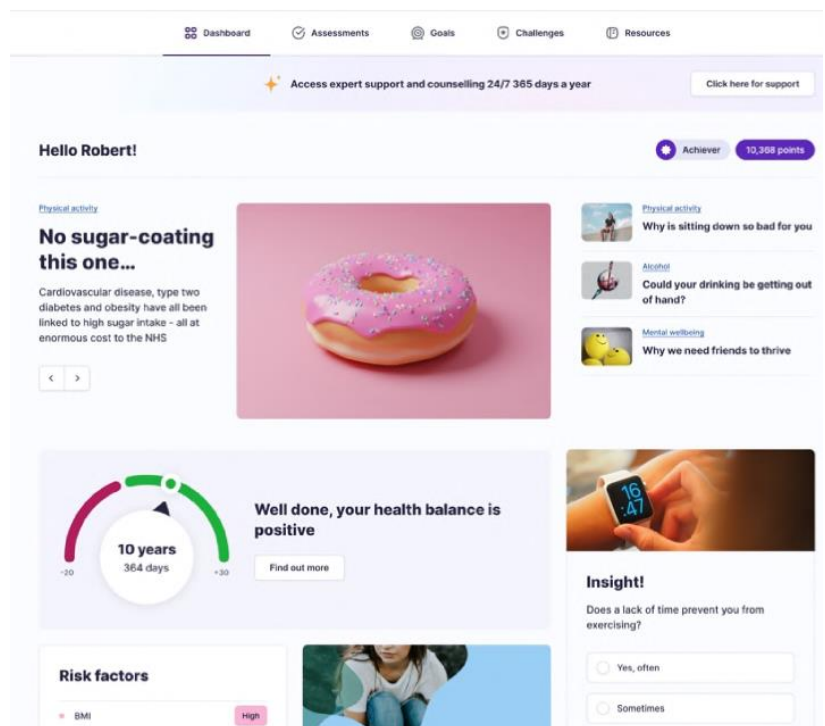 Dashboard
Assessments
Goals
Challenges
Resources
Access expert support and counselling 24/7 365 days a year
Click here for support
Hello Robert!
Achiever
10,368 points
Physical activity
No sugar-coating
this one...
Cardiovascular disease, type two
diabetes and obesity have all been
linked to high sugar intake - all at
enormous cost to the NHS
Physical activity
Why is sitting down so bad for you
Alcohol
Could your drinking be getting out
of hand?
Mental wellbeing
Why we need friends to thrive
10 years
364 days
-20
+30
Well done, your health balance is
positive
Find out more
16
:47
Insight!
Does a lack of time prevent you from
exercising?
Yes, often
Sometimes
Risk factors
BMI
High